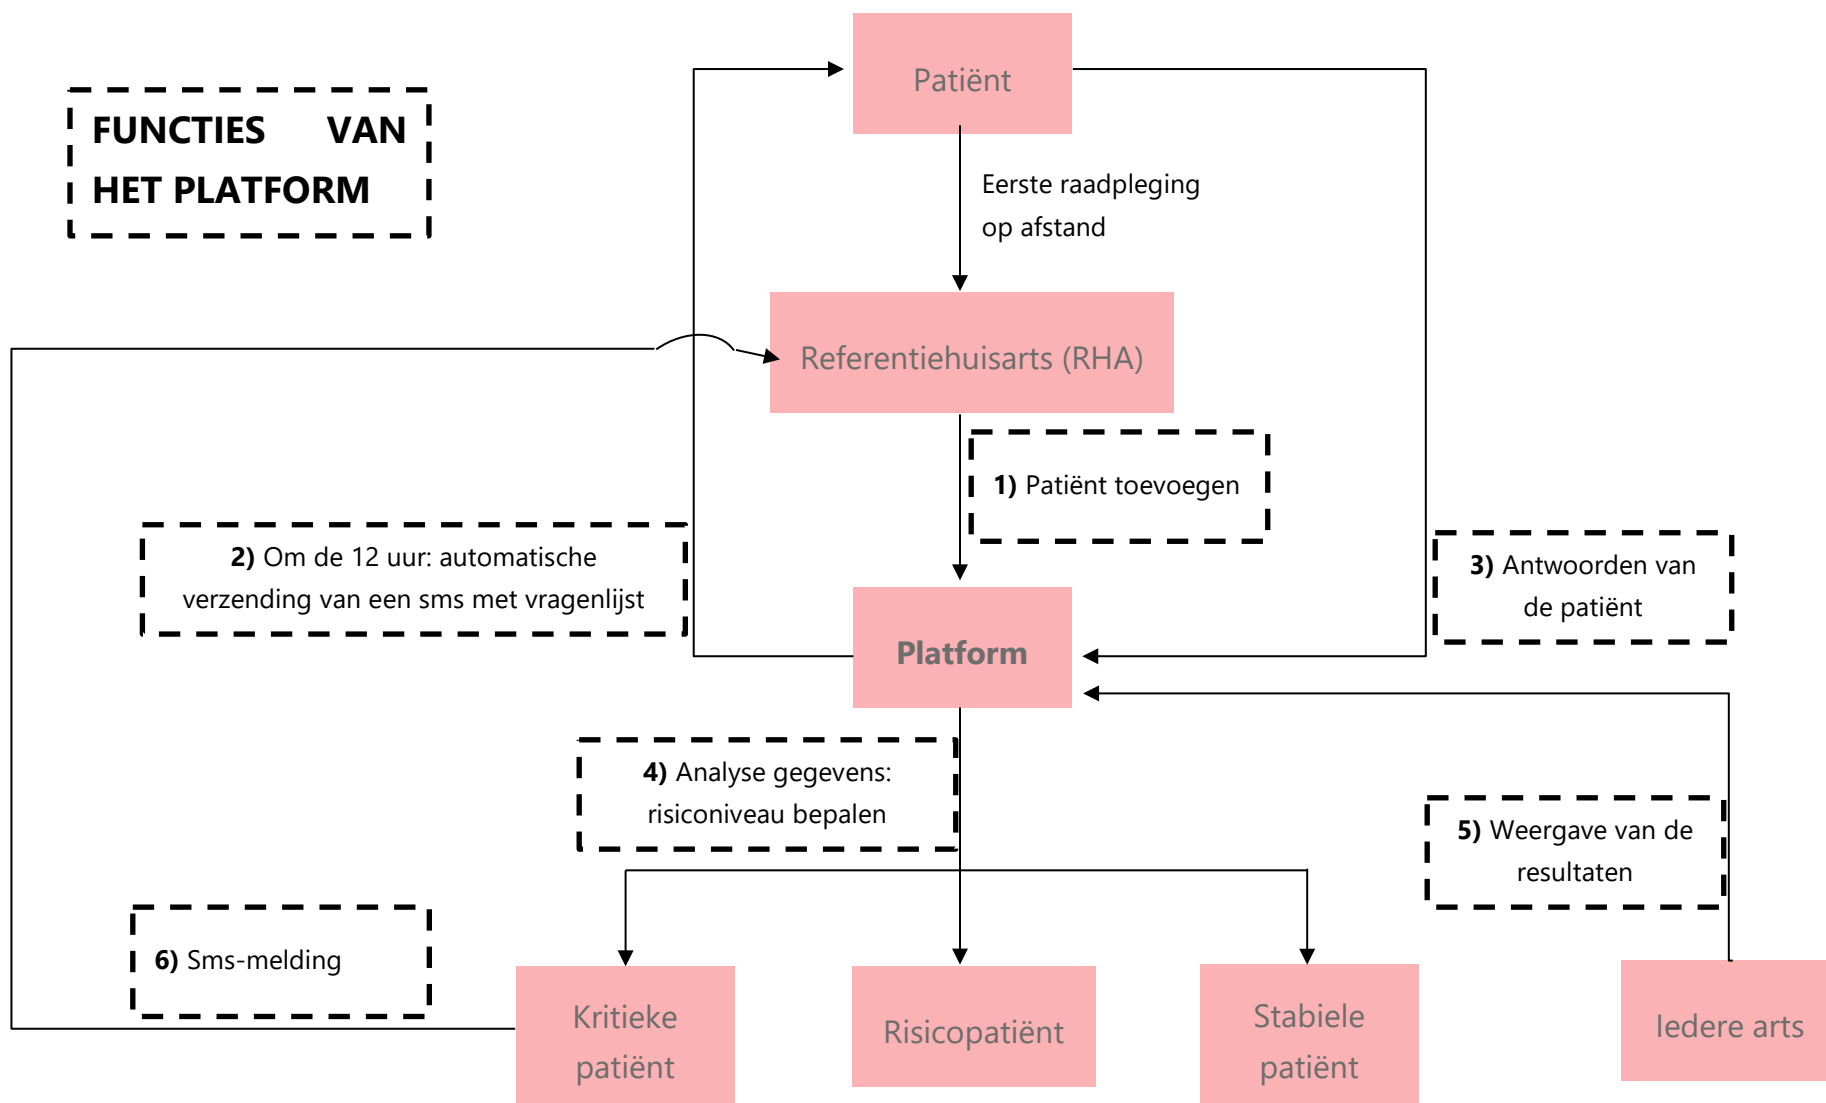 Patiënt
FUNCTIES VAN
HET PLATFORM
Eerste raadpleging
op afstand
Referentiehuisarts (RHA)
1) Patiënt toevoegen
2) Om de 12 uur: automatische
verzending van een sms met vragenlijst
3) Antwoorden van
de patiënt
Platform
4) Analyse gegevens:
risiconiveau bepalen
5) Weergave van de
resultaten
6) Sms-melding
Kritieke
patiënt
Risicopatiënt
Stabiele
patiënt
Iedere arts